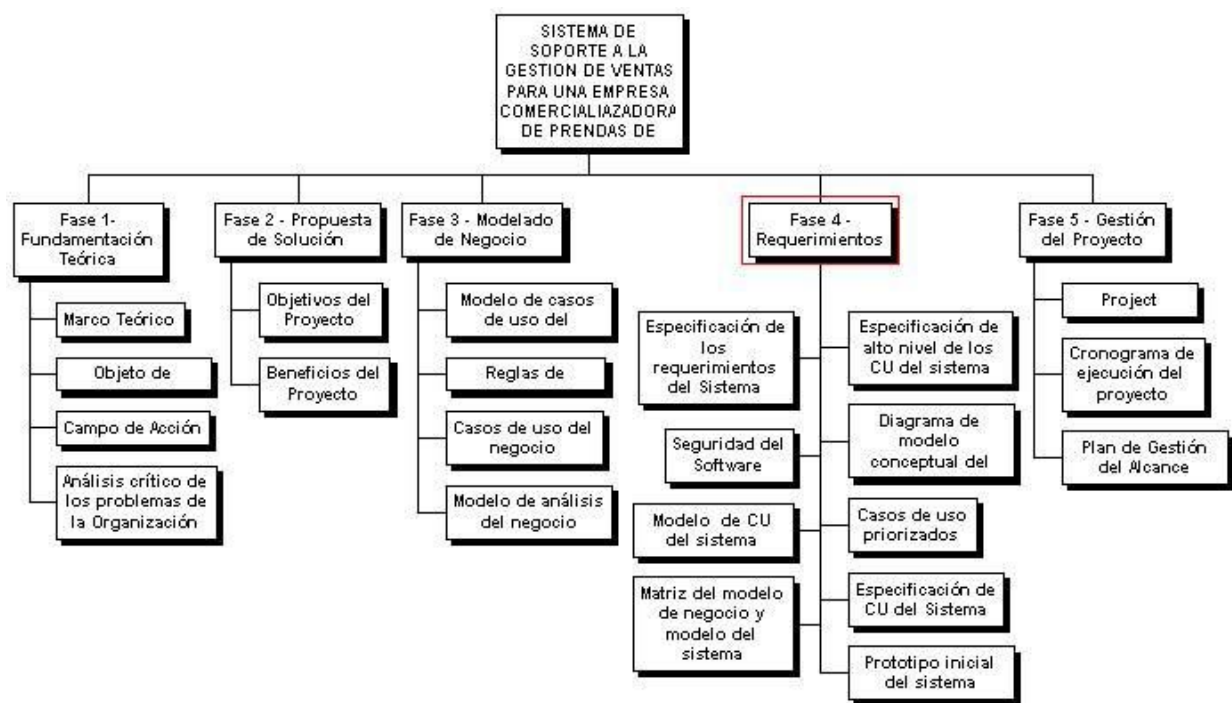 SISTEMA DE
SOPORTE A LA
GESTION DE VENTAS
PARA UNA EMPRESA
COMERCIALIAZADORA
DE PRENDAS DE
Fase 1-
Fundamentación
Teórica
Marco Teórico
Objeto de
Campo de Acción
Análisis crítico de
los problemas de
la Organización
Fase 2 - Propuesta
de Solución
Objetivos del
Proyecto
Beneficios del
Proyecto
Fase 3 - Modelado
de Negocio
Modelo de casos
de uso del
Reglas de
Casos de uso del
negocio
Modelo de análisis
del negocio
Fase 4 -
Requerimientos
Especificación de
los
requerimientos
del Sistema
Seguridad del
Software
Modelo de CU
del sistema
Matriz del modelo
de negocio y
modelo del
sistema
Especificación de
alto nivel de los
CU del sistema
Diagrama de
modelo
conceptual del
Casos de uso
priorizados
Especificación de
CU del Sistema
Prototipo inicial
del sistema
Fase 5 - Gestión
del Proyecto
Project
Cronograma de
ejecución del
proyecto
Plan de Gestión
del Alcance